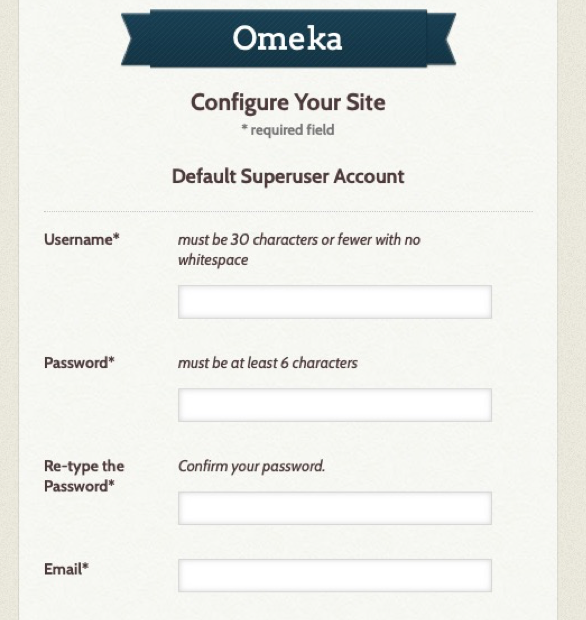 Omeka
Configure Your Site
* required field
Default Superuser Account
Username*
must be 30 characters or fewer with no
whitespace
Password*
must be at least 6 characters
Re-type the
Password*
Confirm your password.
Email*